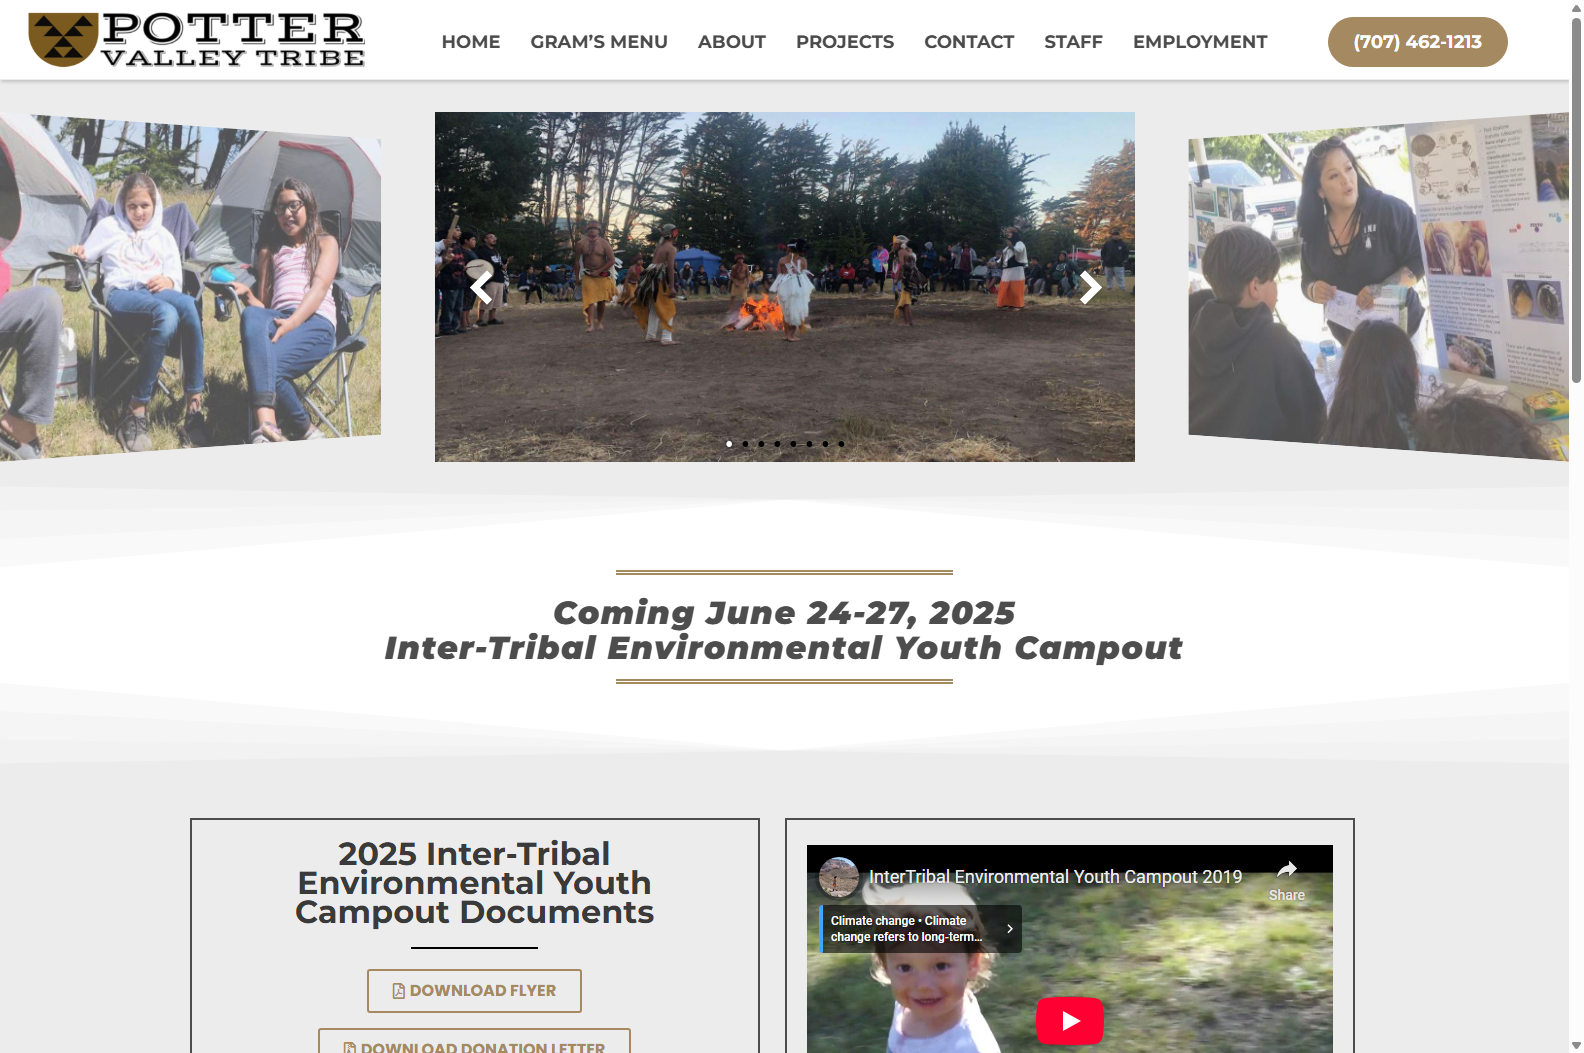 POTTER
VALLEY TRIBE
HOME
GRAM'S MENU
ABOUT
PROJECTS
CONTACT
STAFF
EMPLOYMENT
(707) 462-1213
Coming June 24-27, 2025
Inter-Tribal Environmental Youth Campout
2025 Inter-Tribal
Environmental Youth
Campout Documents
DOWNLOAD FLYER
DOWNLOAD DONATION LETTER
InterTribal Environmental Youth Campout 2019
Share
Climate change • Climate
change refers to long-term...